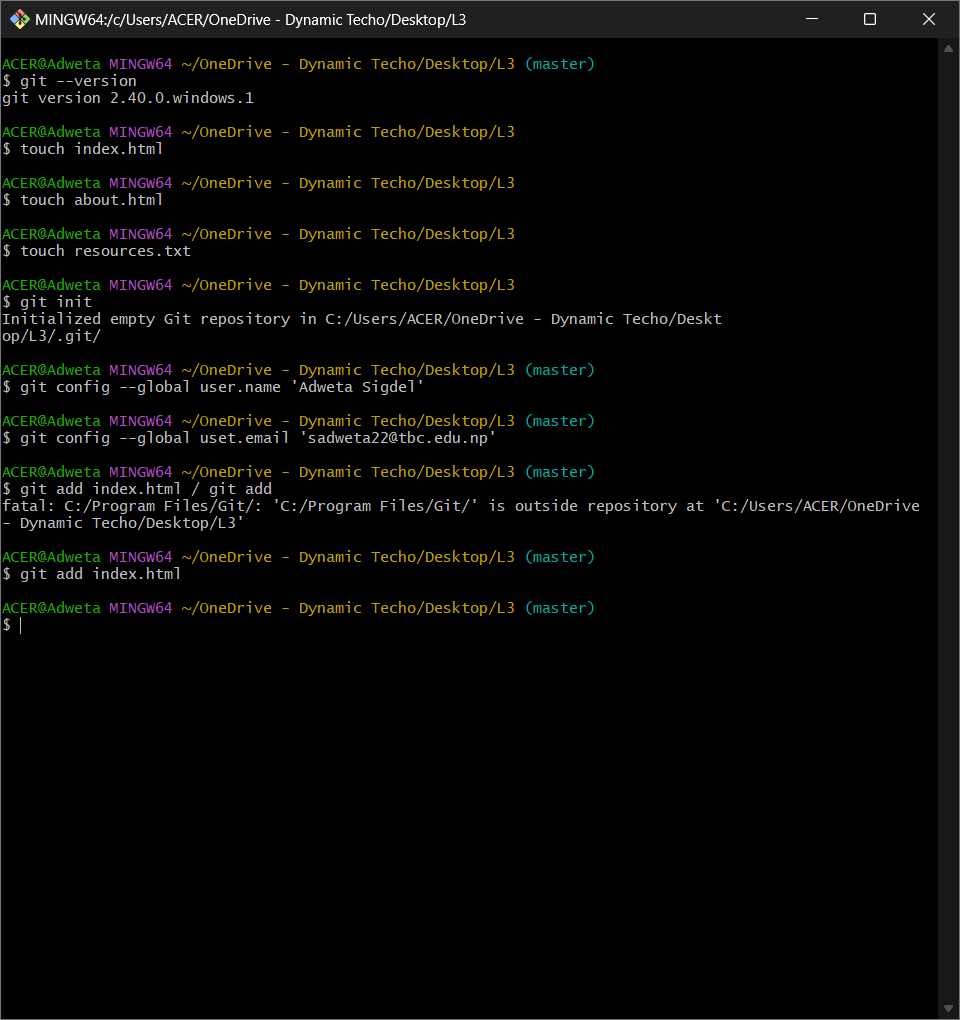 MINGW64:/c/Users/ACER/OneDrive - Dynamic Techo/Desktop/L3
ACER@Adweta MINGW64 ~/OneDrive - Dynamic Techo/Desktop/L3 (master)
$ git --version
git version 2.40.0.windows.1
ACER@Adweta MINGW64 ~/OneDrive - Dynamic Techo/Desktop/L3
$ touch index.html
ACER@Adweta MINGW64 ~/OneDrive - Dynamic Techo/Desktop/L3
$ touch about.html
ACER@Adweta MINGW64 ~/OneDrive - Dynamic Techo/Desktop/L3
$ touch resources.txt
ACER@Adweta MINGW64 ~/OneDrive - Dynamic Techo/Desktop/L3
$ git init
Initialized empty Git repository in C:/Users/ACER/OneDrive - Dynamic Techo/Deskt
op/L3/.git/
ACER@Adweta MINGW64 ~/OneDrive - Dynamic Techo/Desktop/L3 (master)
$ git config --global user.name 'Adweta Sigdel'
ACER@Adweta MINGW64 ~/OneDrive - Dynamic Techo/Desktop/L3 (master)
$ git config --global uset.email 'sadweta22@tbc.edu.np'
ACER@Adweta MINGW64 ~/OneDrive - Dynamic Techo/Desktop/L3 (master)
$ git add index.html / git add
fatal: C:/Program Files/Git/: 'C:/Program Files/Git/' is outside repository at 'C:/Users/ACER/OneDrive
- Dynamic Techo/Desktop/L3'
ACER@Adweta MINGW64 ~/OneDrive - Dynamic Techo/Desktop/L3 (master)
$ git add index.html
ACER@Adweta MINGW64 ~/OneDrive - Dynamic Techo/Desktop/L3 (master)
$